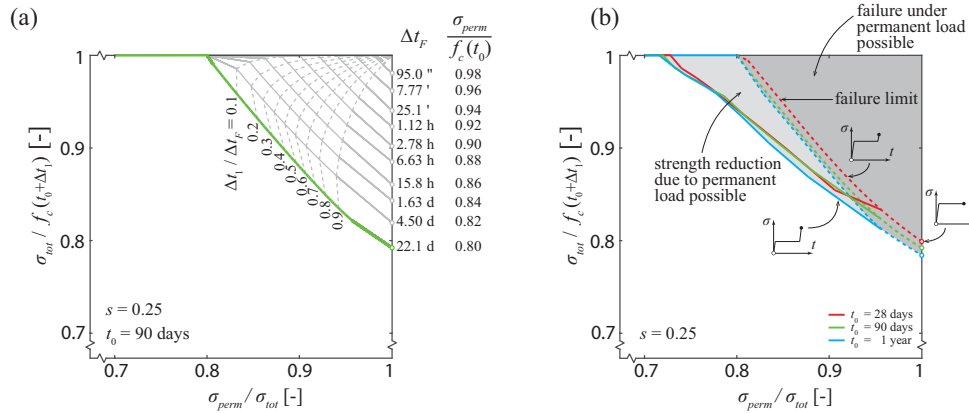 (a)
Δt_F σ_perm / f_c(t_0)
95.0 " 0.98
7.77 ' 0.96
25.1 ' 0.94
1.12 h 0.92
2.78 h 0.90
6.63 h 0.88
15.8 h 0.86
1.63 d 0.84
4.50 d 0.82
22.1 d 0.80
σ_tot / f_c(t_0+Δt_1) [-]
1
0.9
0.8
0.7
Δt_1 / Δt_F = 0.1
0.2
0.3
0.4
0.5
0.6
0.7
0.8
0.9
s = 0.25
t_0 = 90 days
0.7 0.8 0.9 1
σ_perm / σ_tot [-]
(b)
failure under
permanent load
possible
failure limit
strength reduction
due to permanent
load possible
σ
t
σ
t
σ
σ_tot / f_c(t_0+Δt_1) [-]
1
0.9
0.8
0.7
s = 0.25
t_0 = 28 days
t_0 = 90 days
t_0 = 1 year
0.7 0.8 0.9 1
σ_perm / σ_tot [-]